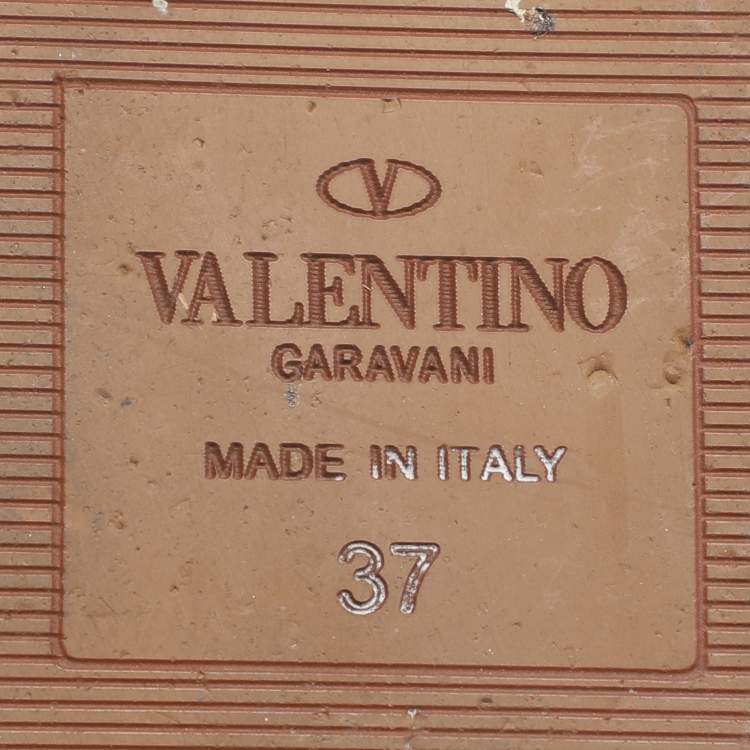 V
VALENTINO
GARAVANI
MADE IN ITALY
37